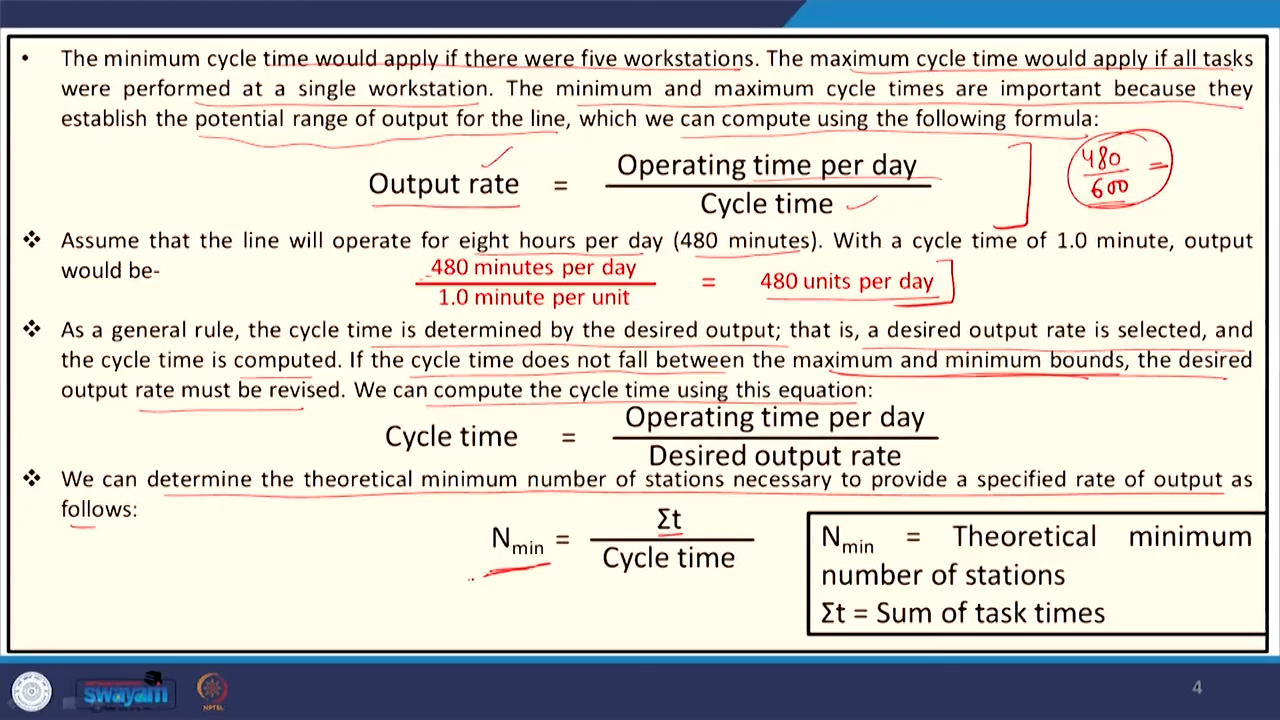 • The minimum cycle time would apply if there were five workstations. The maximum cycle time would apply if all tasks
were performed at a single workstation. The minimum and maximum cycle times are important because they
establish the potential range of output for the line, which we can compute using the following formula:
Output rate = Operating time per day / Cycle time
480 / 600 =
❖ Assume that the line will operate for eight hours per day (480 minutes). With a cycle time of 1.0 minute, output
would be-
480 minutes per day / 1.0 minute per unit = 480 units per day
❖ As a general rule, the cycle time is determined by the desired output; that is, a desired output rate is selected, and
the cycle time is computed. If the cycle time does not fall between the maximum and minimum bounds, the desired
output rate must be revised. We can compute the cycle time using this equation:
Cycle time = Operating time per day / Desired output rate
❖ We can determine the theoretical minimum number of stations necessary to provide a specified rate of output as
follows:
Nmin = Σt / Cycle time
Nmin = Theoretical minimum
number of stations
Σt = Sum of task times
swayam
NPTEL
4